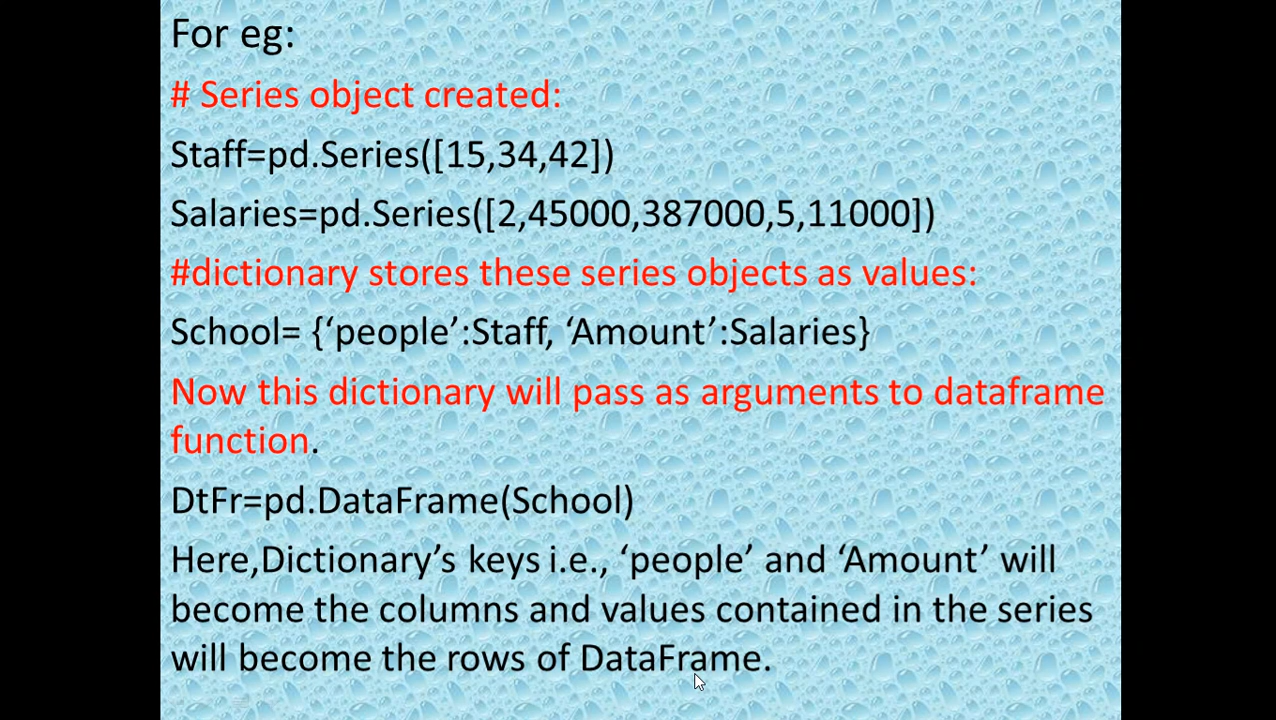 For eg:
# Series object created:
Staff=pd.Series([15,34,42])
Salaries=pd.Series([2,45000,387000,5,11000])
#dictionary stores these series objects as values:
School= {‘people’:Staff, ‘Amount’:Salaries}
Now this dictionary will pass as arguments to dataframe
function.
DtFr=pd.DataFrame(School)
Here,Dictionary’s keys i.e., ‘people’ and ‘Amount’ will
become the columns and values contained in the series
will become the rows of DataFrame.